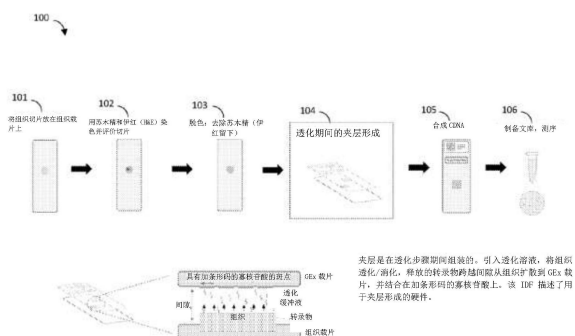 100
101
将组织切片放在组织载
片上
102
用苏木精和伊红（H&E）染
色并评价切片
103
脱色：去除苏木精（伊
红留下）
104
透化期间的夹层形成
105
合成CDNA
106
制备文库，测序
具有加条形码的寡核苷酸的斑点
GEx 载片
间隙
透化
缓冲液
组织
转录物
组织载片
夹层是在透化步骤期间组装的。引入透化溶液，将组织
透化/消化，释放的转录物跨越间隙从组织扩散到 GEx 载
片，并结合在加条形码的寡核苷酸上。该 IDF 描述了用
于夹层形成的硬件。